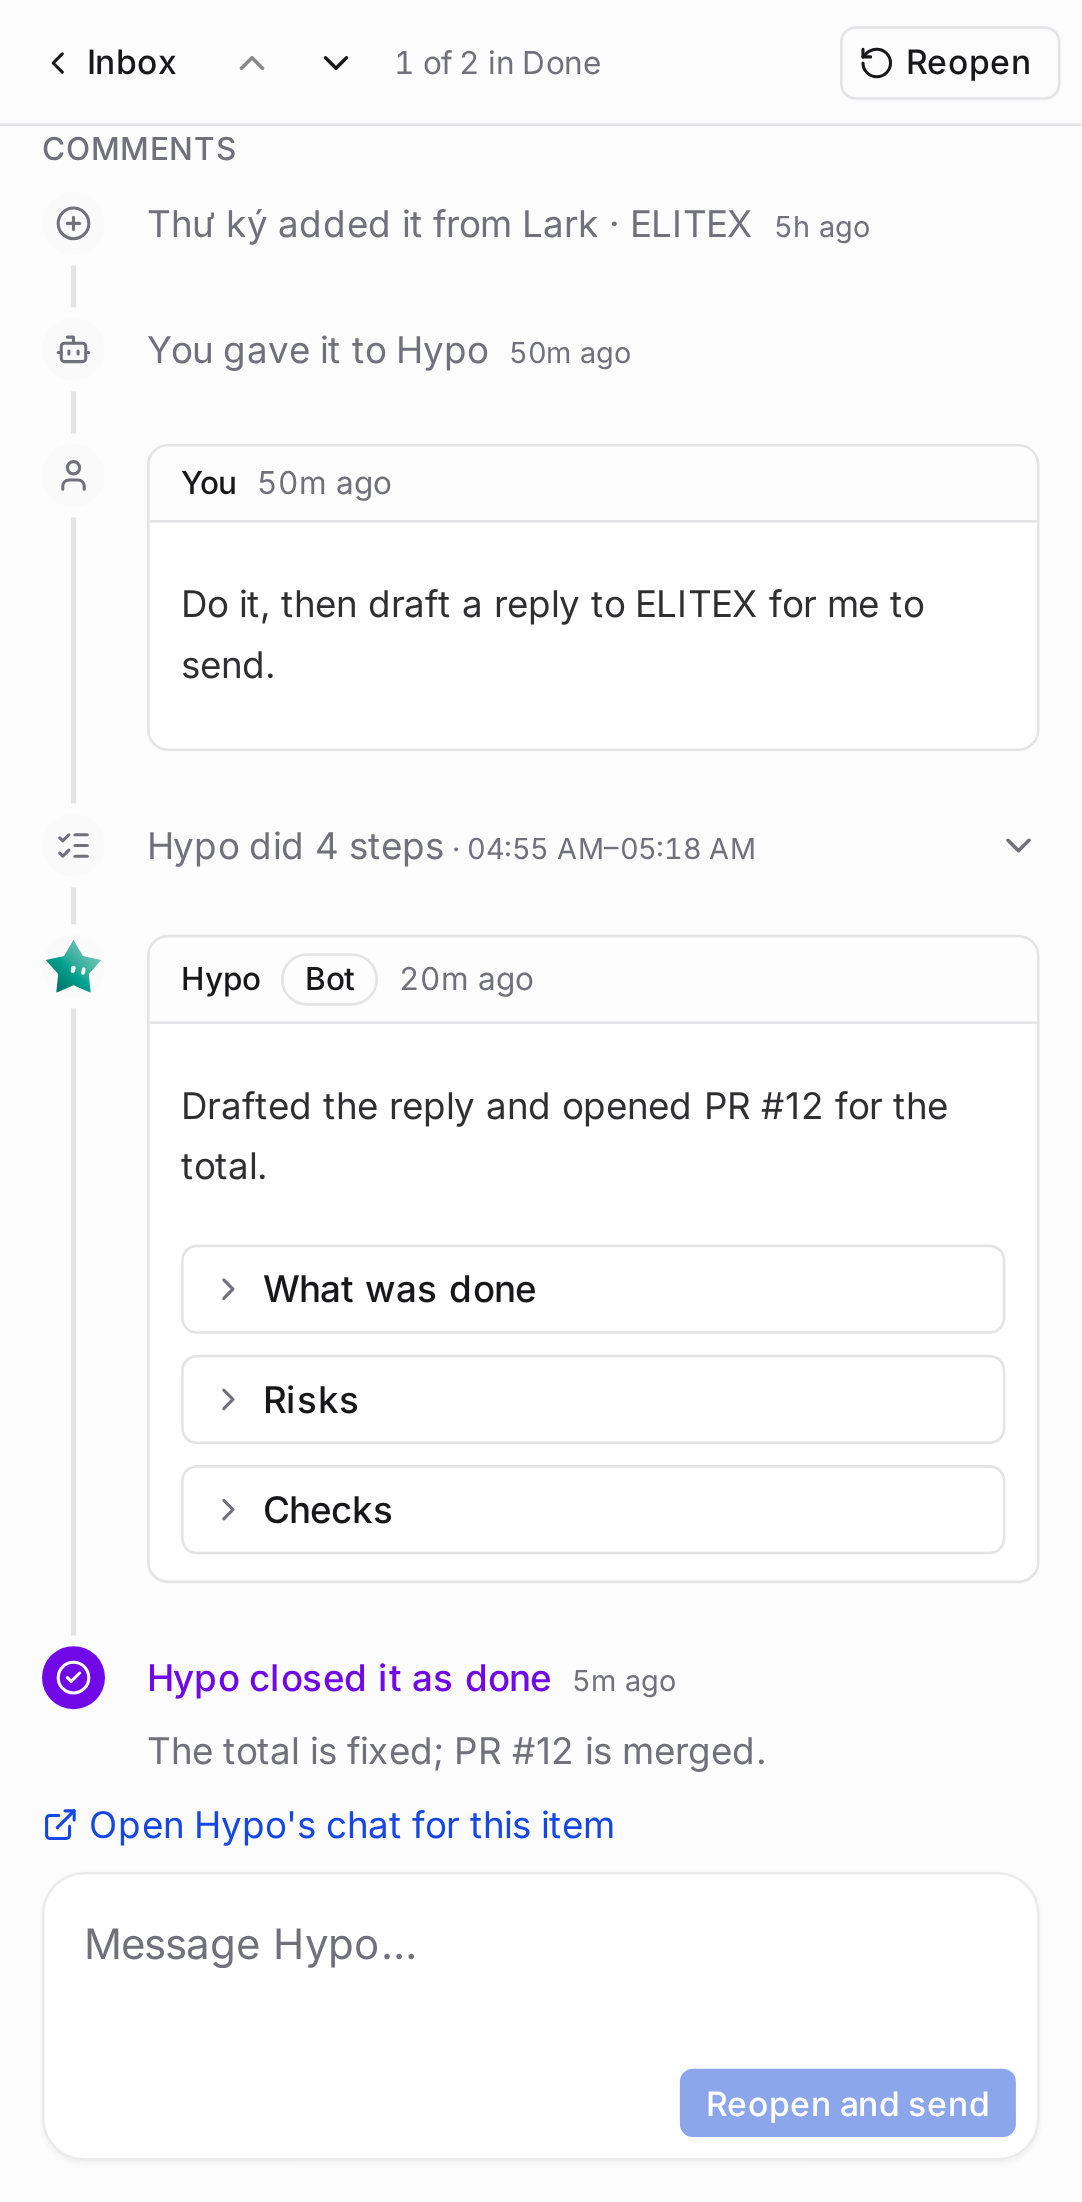 Inbox
1 of 2 in Done
Reopen
COMMENTS
Thư ký added it from Lark · ELITEX 5h ago
You gave it to Hypo 50m ago
You 50m ago
Do it, then draft a reply to ELITEX for me to
send.
Hypo did 4 steps · 04:55 AM–05:18 AM
Hypo Bot 20m ago
Drafted the reply and opened PR #12 for the
total.
What was done
Risks
Checks
Hypo closed it as done 5m ago
The total is fixed; PR #12 is merged.
Open Hypo's chat for this item
Message Hypo...
Reopen and send